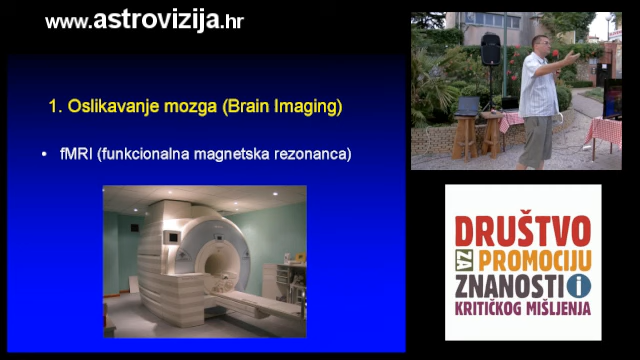 www.astrovizija.hr
1. Oslikavanje mozga (Brain Imaging)
• fMRI (funkcionalna magnetska rezonanca)
DRUŠTVO
ZA PROMOCIJU
ZNANOSTI i
KRITIČKOG MIŠLJENJA